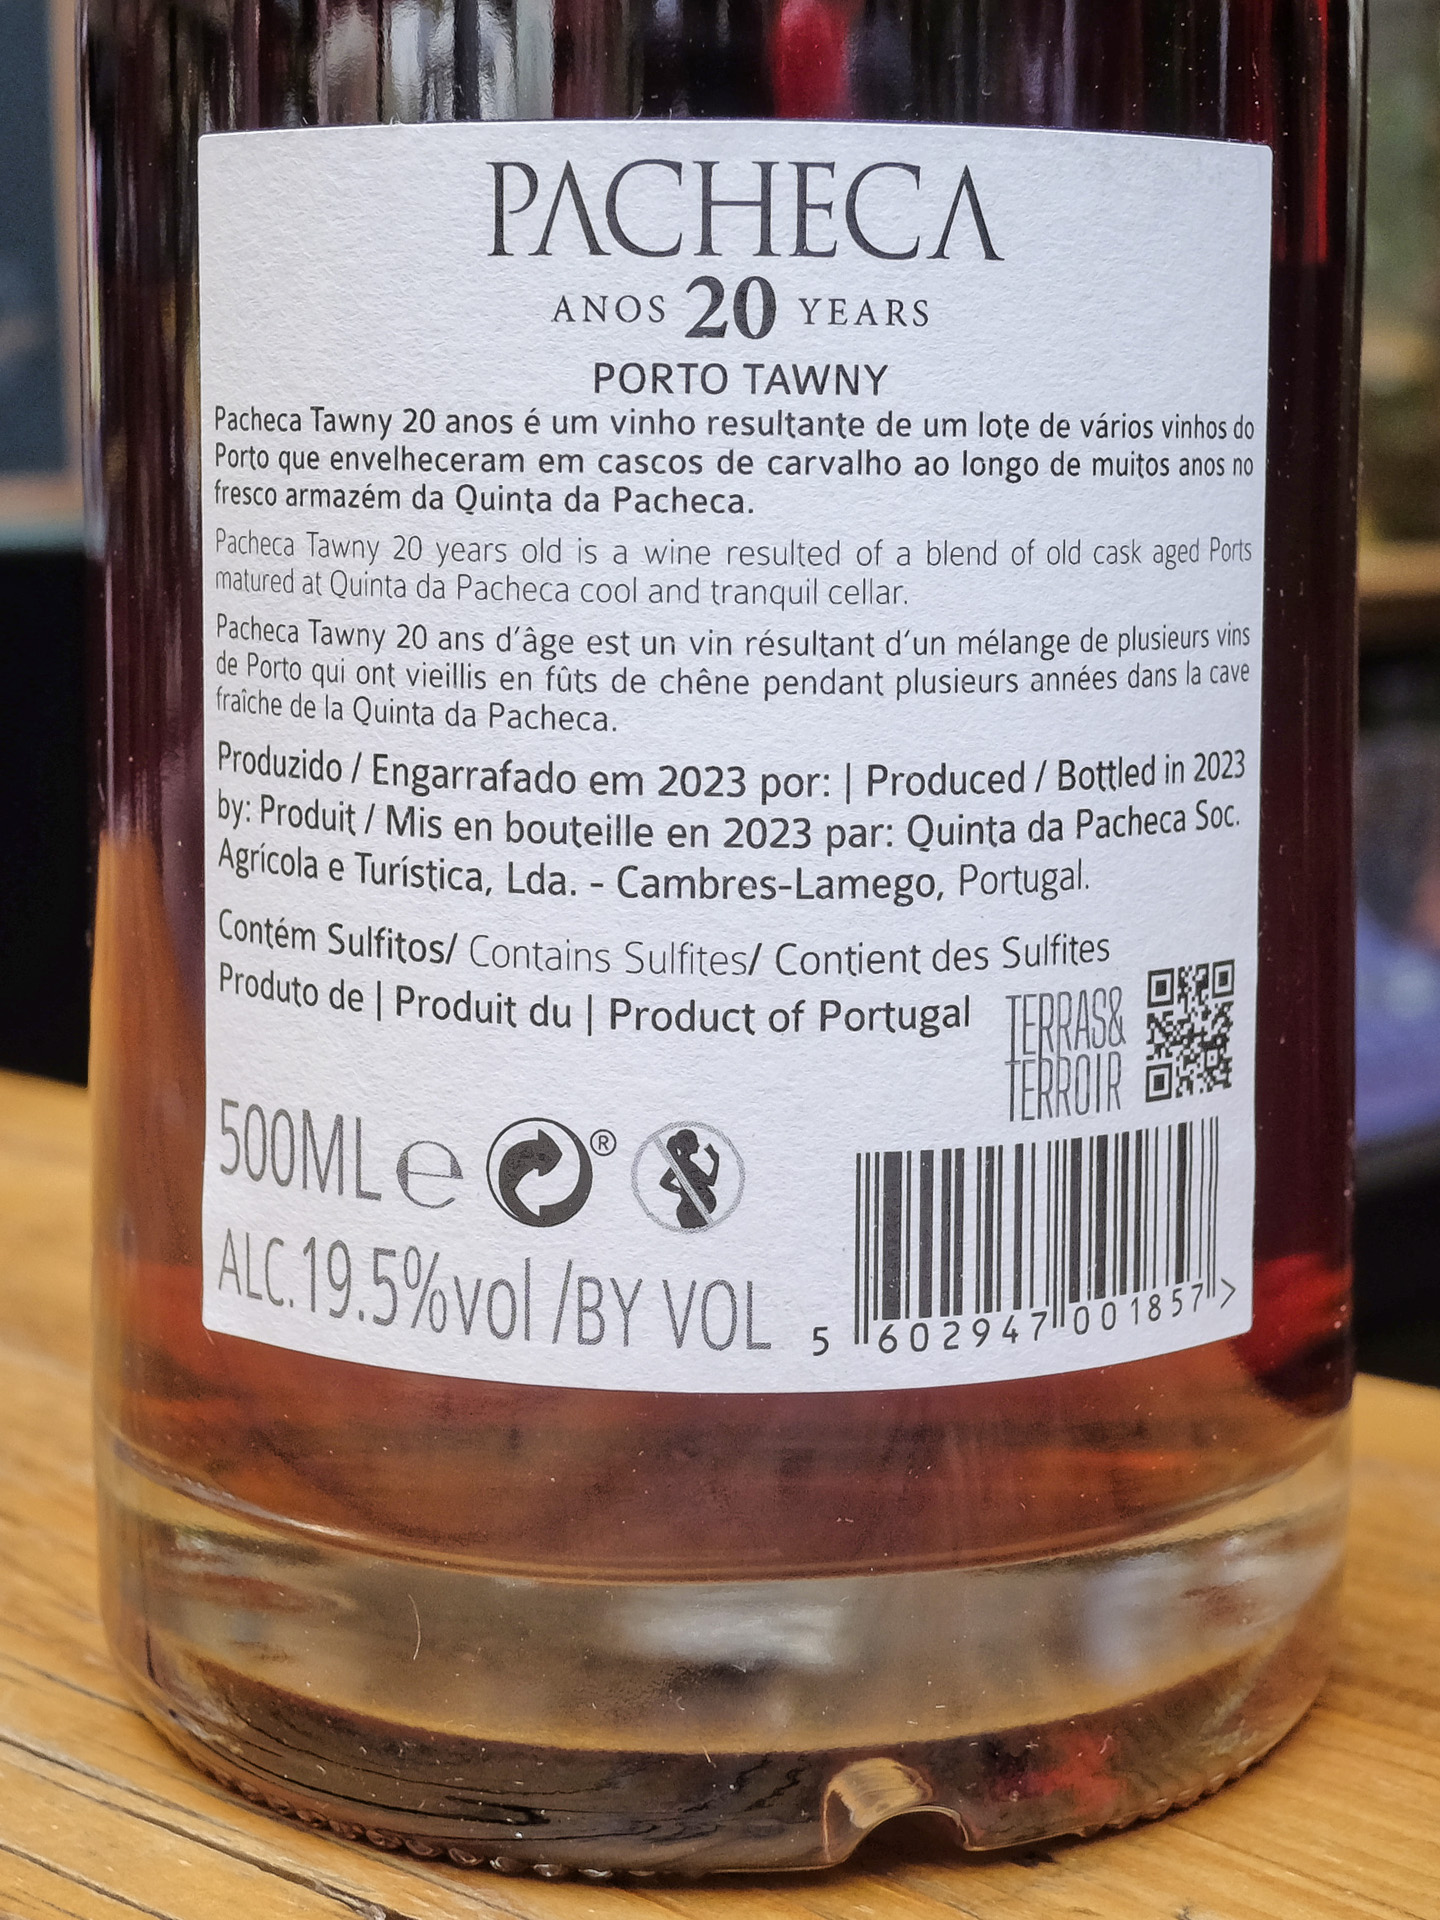 PACHECA
ANOS 20 YEARS
PORTO TAWNY
Pacheca Tawny 20 anos é um vinho resultante de um lote de vários vinhos do
Porto que envelheceram em cascos de carvalho ao longo de muitos anos no
fresco armazém da Quinta da Pacheca.
Pacheca Tawny 20 years old is a wine resulted of a blend of old cask aged Ports
matured at Quinta da Pacheca cool and tranquil cellar.
Pacheca Tawny 20 ans d’âge est un vin résultant d’un mélange de plusieurs vins
de Porto qui ont vieillis en fûts de chêne pendant plusieurs années dans la cave
fraîche de la Quinta da Pacheca.
Produzido / Engarrafado em 2023 por: | Produced / Bottled in 2023
by: Produit / Mis en bouteille en 2023 par: Quinta da Pacheca Soc.
Agrícola e Turística, Lda. - Cambres-Lamego, Portugal.
Contém Sulfitos/ Contains Sulfites/ Contient des Sulfites
Produto de | Produit du | Product of Portugal
TERRAS&
TERROIR
500ML e ®
ALC.19.5%vol /BY VOL
5 602947 001857 >